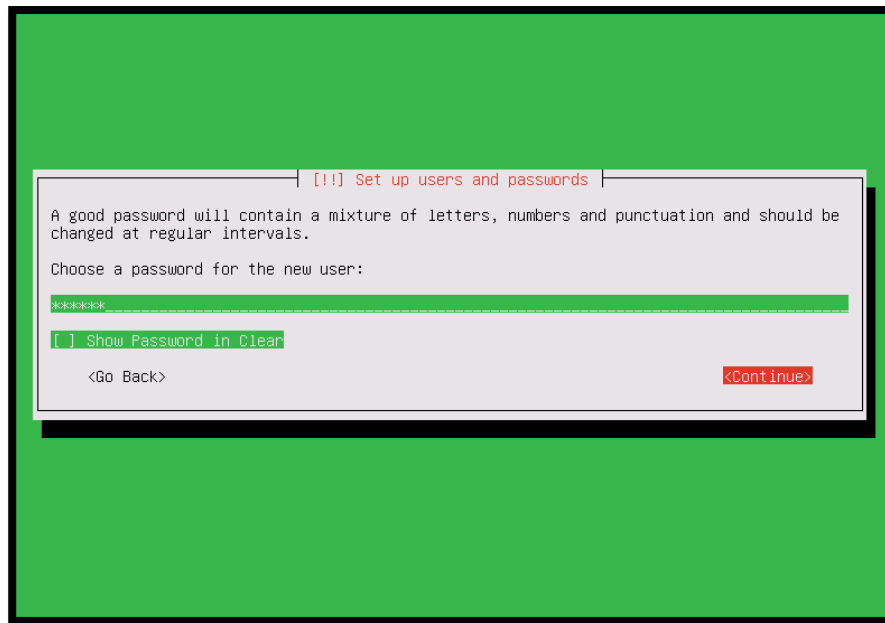 [!!] Set up users and passwords
A good password will contain a mixture of letters, numbers and punctuation and should be
changed at regular intervals.
Choose a password for the new user:
******
[ ] Show Password in Clear
<Go Back> <Continue>